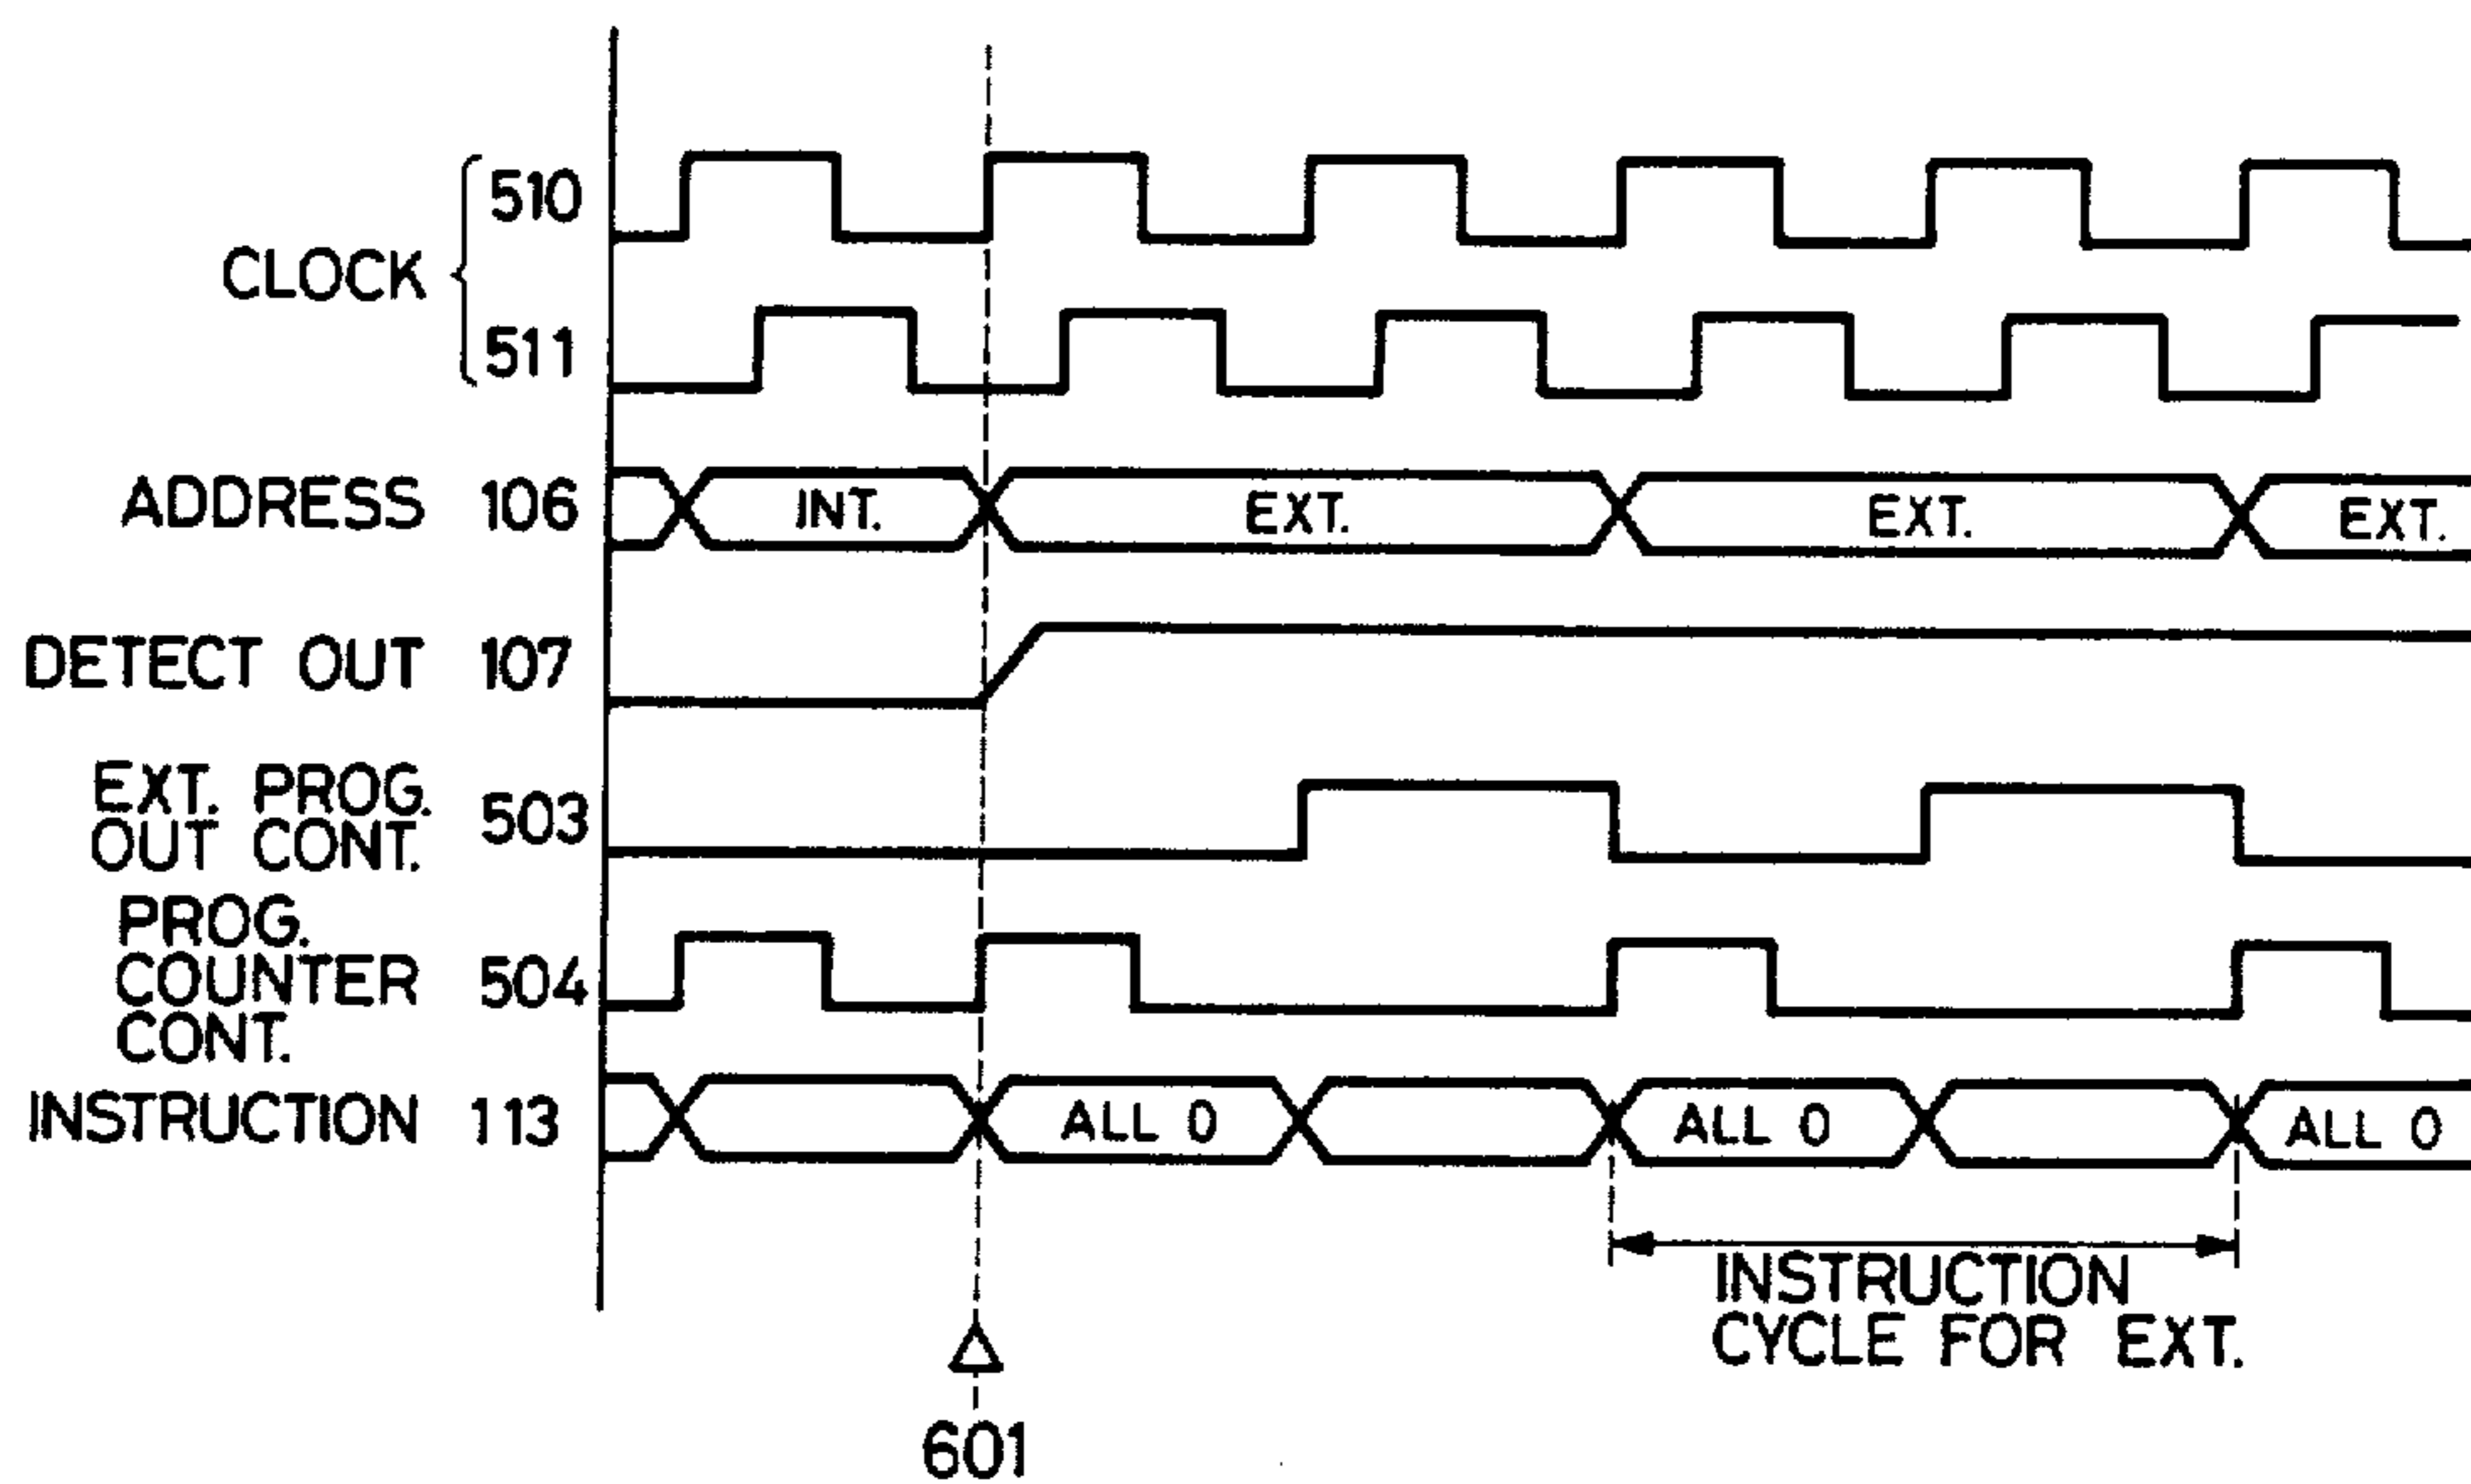 CLOCK
510
511
ADDRESS 106
INT.
EXT.
EXT.
EXT.
DETECT OUT 107
EXT. PROG.
OUT CONT.
503
PROG.
COUNTER
CONT.
504
INSTRUCTION 113
ALL 0
ALL 0
ALL 0
INSTRUCTION
CYCLE FOR EXT.
601